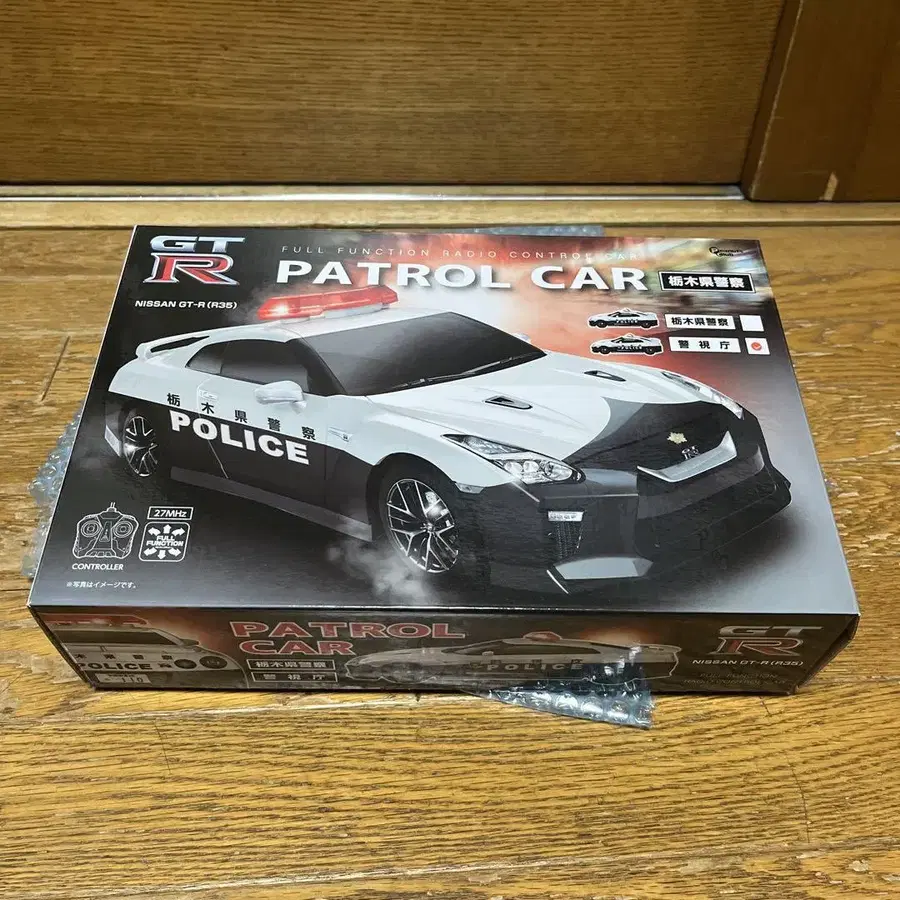 GT
R
NISSAN GT-R (R35)
FULL FUNCTION RADIO CONTROL CAR
PATROL CAR
栃木県警察
栃木県警察
警視庁
栃木県警察
POLICE
27MHz
FULL
FUNCTION
CONTROLLER
※写真はイメージです。
PATROL
CAR
栃木県警察
警視庁
POLICE
POLICE
GT
R
NISSAN GT-R (R35)
FULL FUNCTION